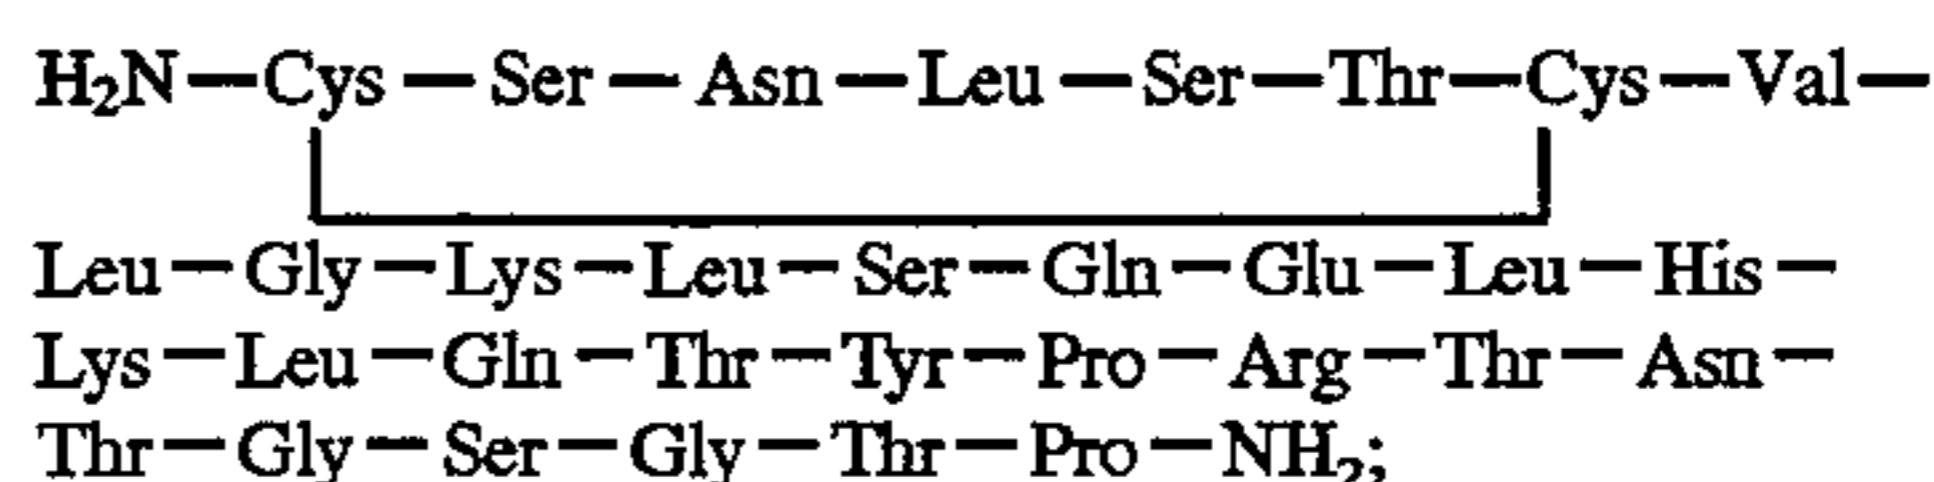 H₂N—Cys—Ser—Asn—Leu—Ser—Thr—Cys—Val—
Leu—Gly—Lys—Leu—Ser—Gln—Glu—Leu—His—
Lys—Leu—Gln—Thr—Tyr—Pro—Arg—Thr—Asn—
Thr—Gly—Ser—Gly—Thr—Pro—NH₂;